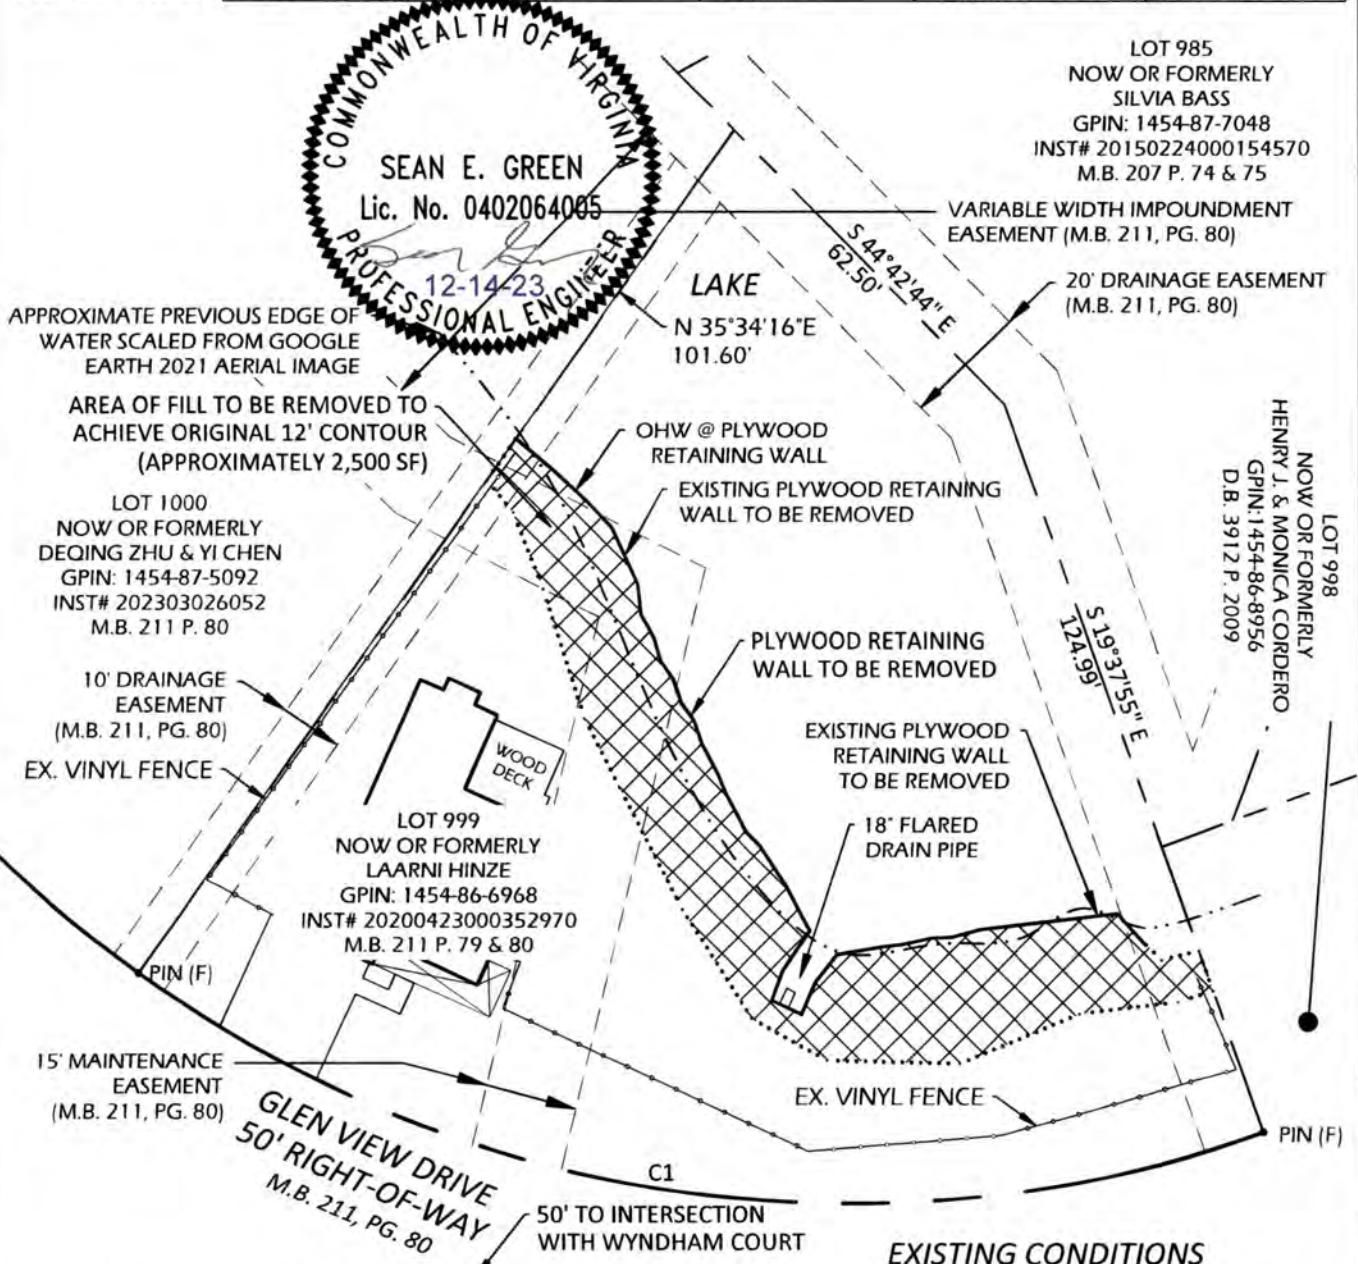 COMMONWEALTH OF VIRGINIA
SEAN E. GREEN
Lic. No. 0402064005
12-14-23
PROFESSIONAL ENGINEER
LOT 985
NOW OR FORMERLY
SILVIA BASS
GPIN: 1454-87-7048
INST# 20150224000154570
M.B. 207 P. 74 & 75
VARIABLE WIDTH IMPOUNDMENT
EASEMENT (M.B. 211, PG. 80)
S 44°42'44" E
62.50'
20' DRAINAGE EASEMENT
(M.B. 211, PG. 80)
LAKE
N 35°34'16"E
101.60'
APPROXIMATE PREVIOUS EDGE OF
WATER SCALED FROM GOOGLE
EARTH 2021 AERIAL IMAGE
AREA OF FILL TO BE REMOVED TO
ACHIEVE ORIGINAL 12' CONTOUR
(APPROXIMATELY 2,500 SF)
OHW @ PLYWOOD
RETAINING WALL
EXISTING PLYWOOD RETAINING
WALL TO BE REMOVED
LOT 998
NOW OR FORMERLY
HENRY J. & MONICA CORDERO
GPIN:1454-86-8956
D.B. 3912 P. 2009
LOT 1000
NOW OR FORMERLY
DEQING ZHU & YI CHEN
GPIN: 1454-87-5092
INST# 202303026052
M.B. 211 P. 80
S 19°37'55" E
124.99'
PLYWOOD RETAINING
WALL TO BE REMOVED
10' DRAINAGE
EASEMENT
(M.B. 211, PG. 80)
EX. VINYL FENCE
WOOD
DECK
EXISTING PLYWOOD
RETAINING WALL
TO BE REMOVED
LOT 999
NOW OR FORMERLY
LAARNI HINZE
GPIN: 1454-86-6968
INST# 20200423000352970
M.B. 211 P. 79 & 80
18" FLARED
DRAIN PIPE
PIN (F)
15' MAINTENANCE
EASEMENT
(M.B. 211, PG. 80)
EX. VINYL FENCE
PIN (F)
GLEN VIEW DRIVE
50' RIGHT-OF-WAY
M.B. 211, PG. 80
C1
50' TO INTERSECTION
WITH WYNDHAM COURT
EXISTING CONDITIONS